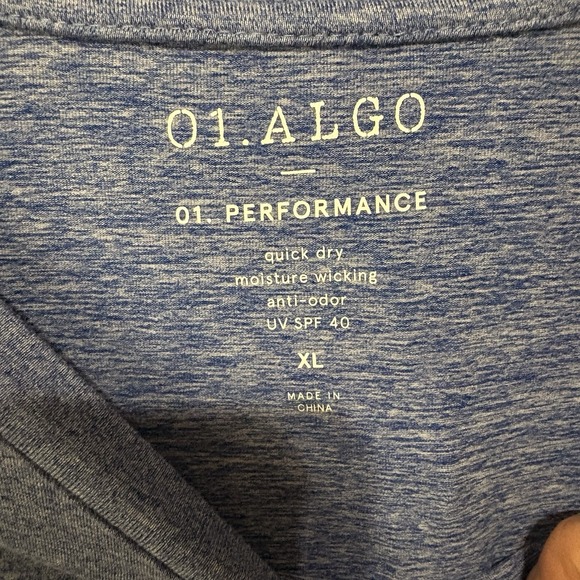 01.ALGO
01. PERFORMANCE
quick dry
moisture wicking
anti-odor
UV SPF 40
XL
MADE IN
CHINA